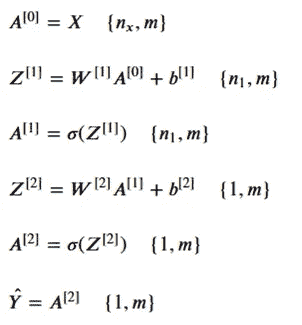 A^[0] = X {n_x, m}
Z^[1] = W^[1] A^[0] + b^[1] {n_1, m}
A^[1] = σ(Z^[1]) {n_1, m}
Z^[2] = W^[2] A^[1] + b^[2] {1, m}
A^[2] = σ(Z^[2]) {1, m}
Ŷ = A^[2] {1, m}